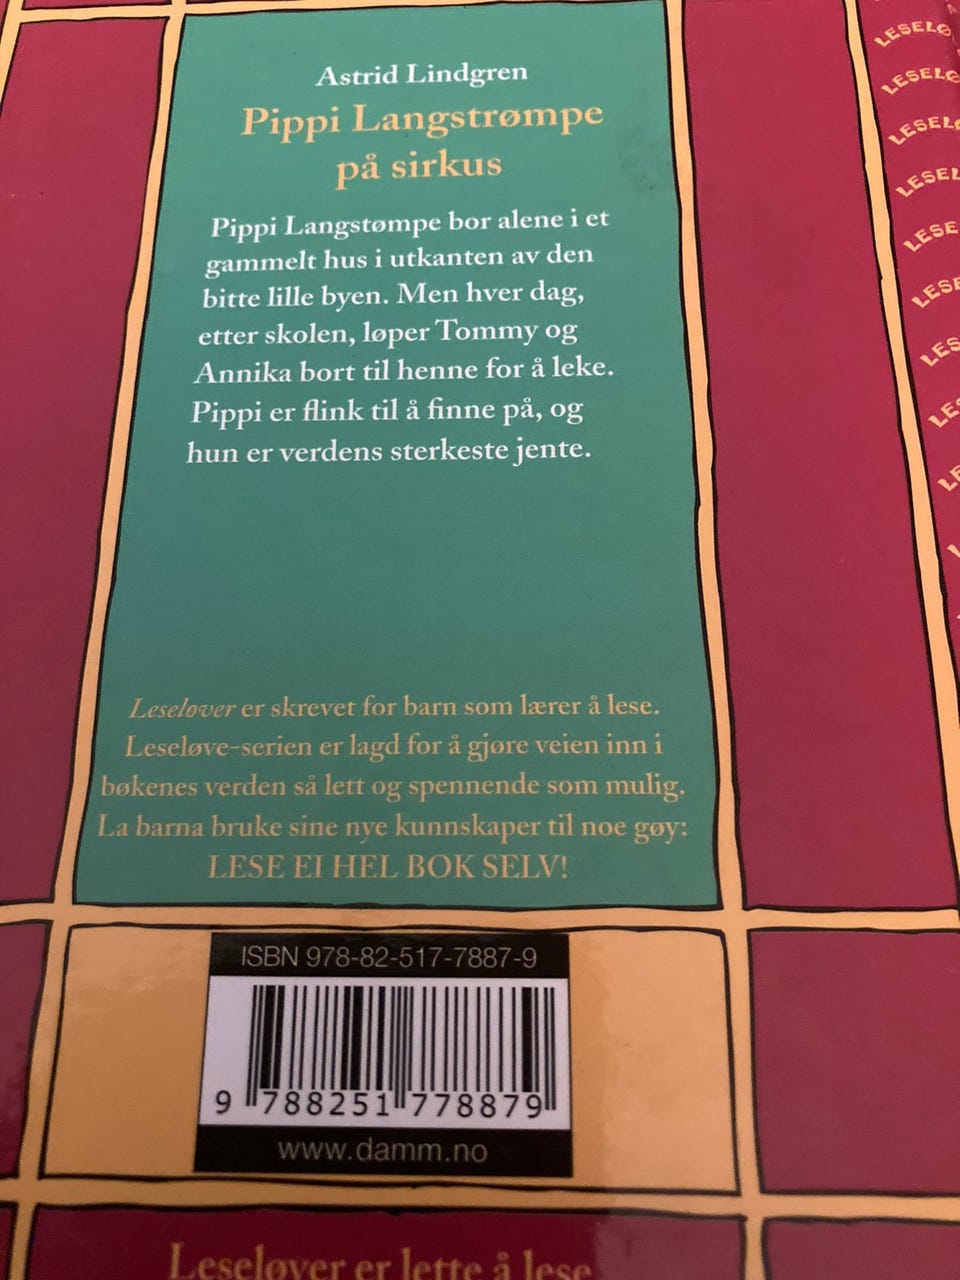 Astrid Lindgren
Pippi Langstrømpe
på sirkus
Pippi Langstømpe bor alene i et
gammelt hus i utkanten av den
bitte lille byen. Men hver dag,
etter skolen, løper Tommy og
Annika bort til henne for å leke.
Pippi er flink til å finne på, og
hun er verdens sterkeste jente.
Leseløver er skrevet for barn som lærer å lese.
Leseløve-serien er lagd for å gjøre veien inn i
bøkenes verden så lett og spennende som mulig.
La barna bruke sine nye kunnskaper til noe gøy:
LESE EI HEL BOK SELV!
ISBN 978-82-517-7887-9
9 788251 778879
www.damm.no
Leseløver er lette å lese